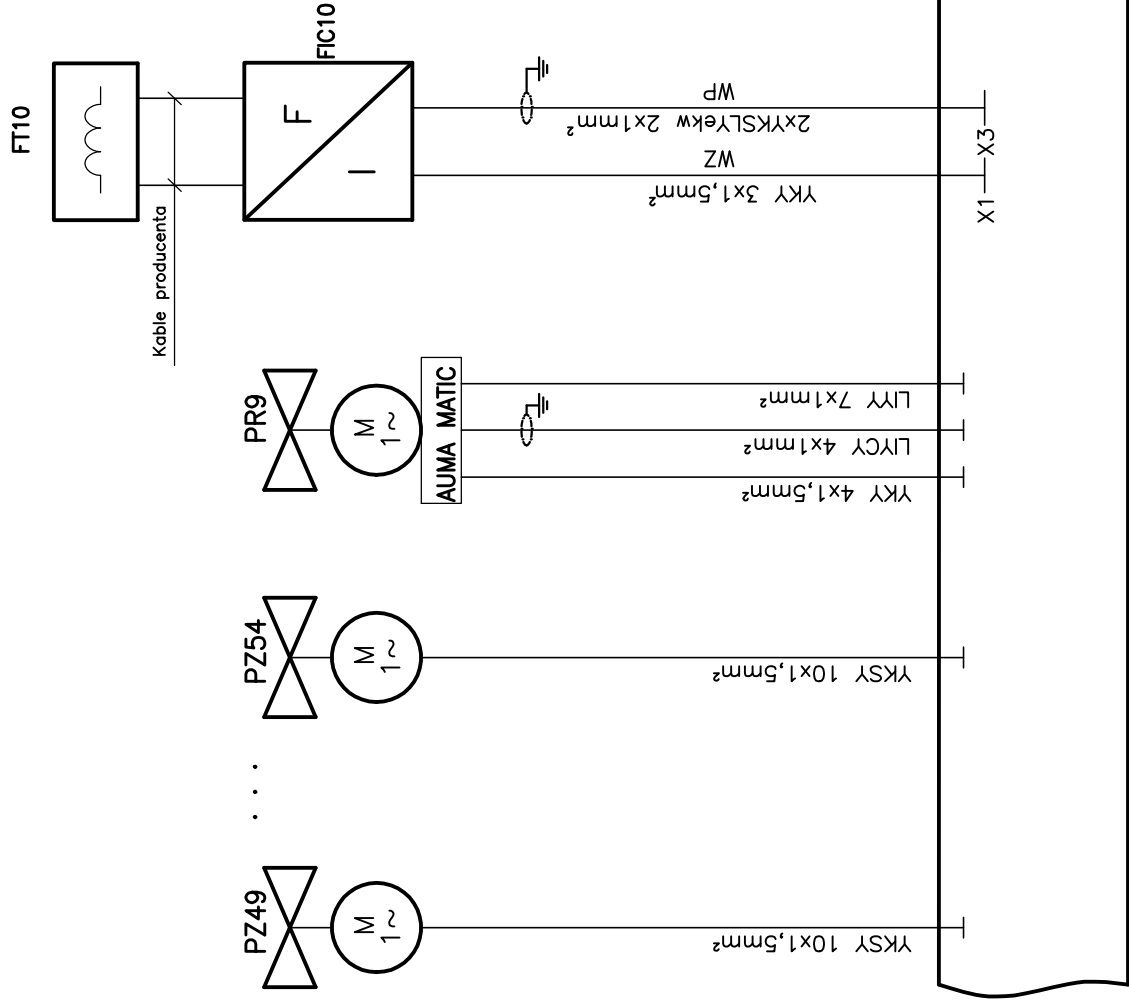 PZ49
M
1~
YKSY 10x1,5mm²
. . .
PZ54
M
1~
YKSY 10x1,5mm²
PR9
M
1~
AUMA MATIC
YKY 4x1,5mm²
LIYCY 4x1mm²
LIYY 7x1mm²
FT10
Kable producenta
FIC10
F
I
YKY 3x1,5mm²
WZ
2xYKSLYekw 2x1mm²
WP
X1
X3